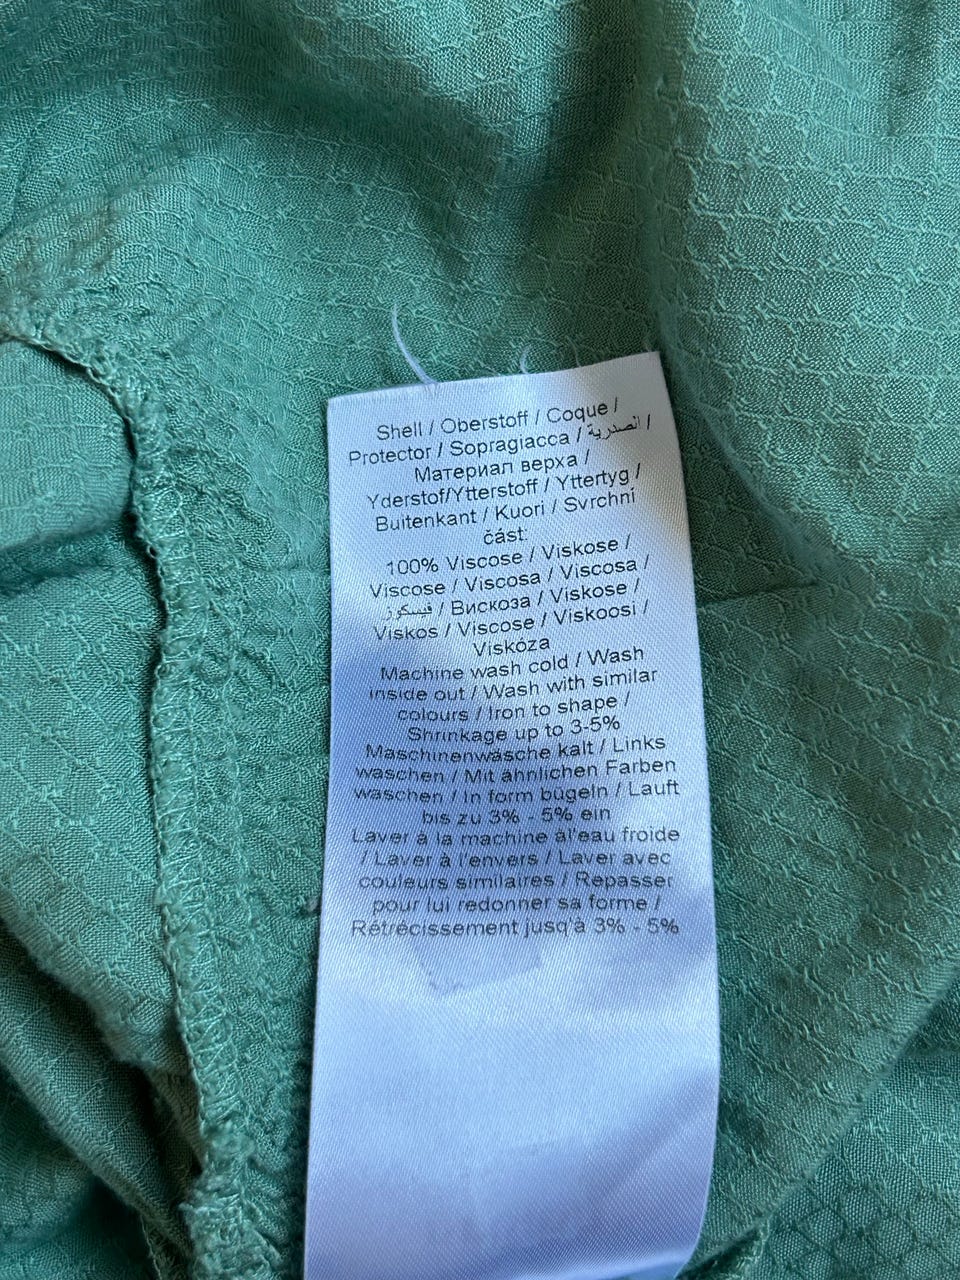 Shell / Oberstoff / Coque /
Protector / Sopragiacca / الصدرية /
Материал верха /
Yderstof/Ytterstoff / Yttertyg /
Buitenkant / Kuori / Svrchní
část:
100% Viscose / Viskose /
Viscose / Viscosa / Viscosa /
فيسكوز / Вискоза / Viskose /
Viskos / Viscose / Viskoosi /
Viskóza
Machine wash cold / Wash
inside out / Wash with similar
colours / Iron to shape /
Shrinkage up to 3-5%
Maschinenwäsche kalt / Links
waschen / Mit ähnlichen Farben
waschen / In form bügeln / Lauft
bis zu 3% - 5% ein
Laver à la machine àl'eau froide
/ Laver à l'envers / Laver avec
couleurs similaires / Repasser
pour lui redonner sa forme /
Rétrécissement jusq'à 3% - 5%